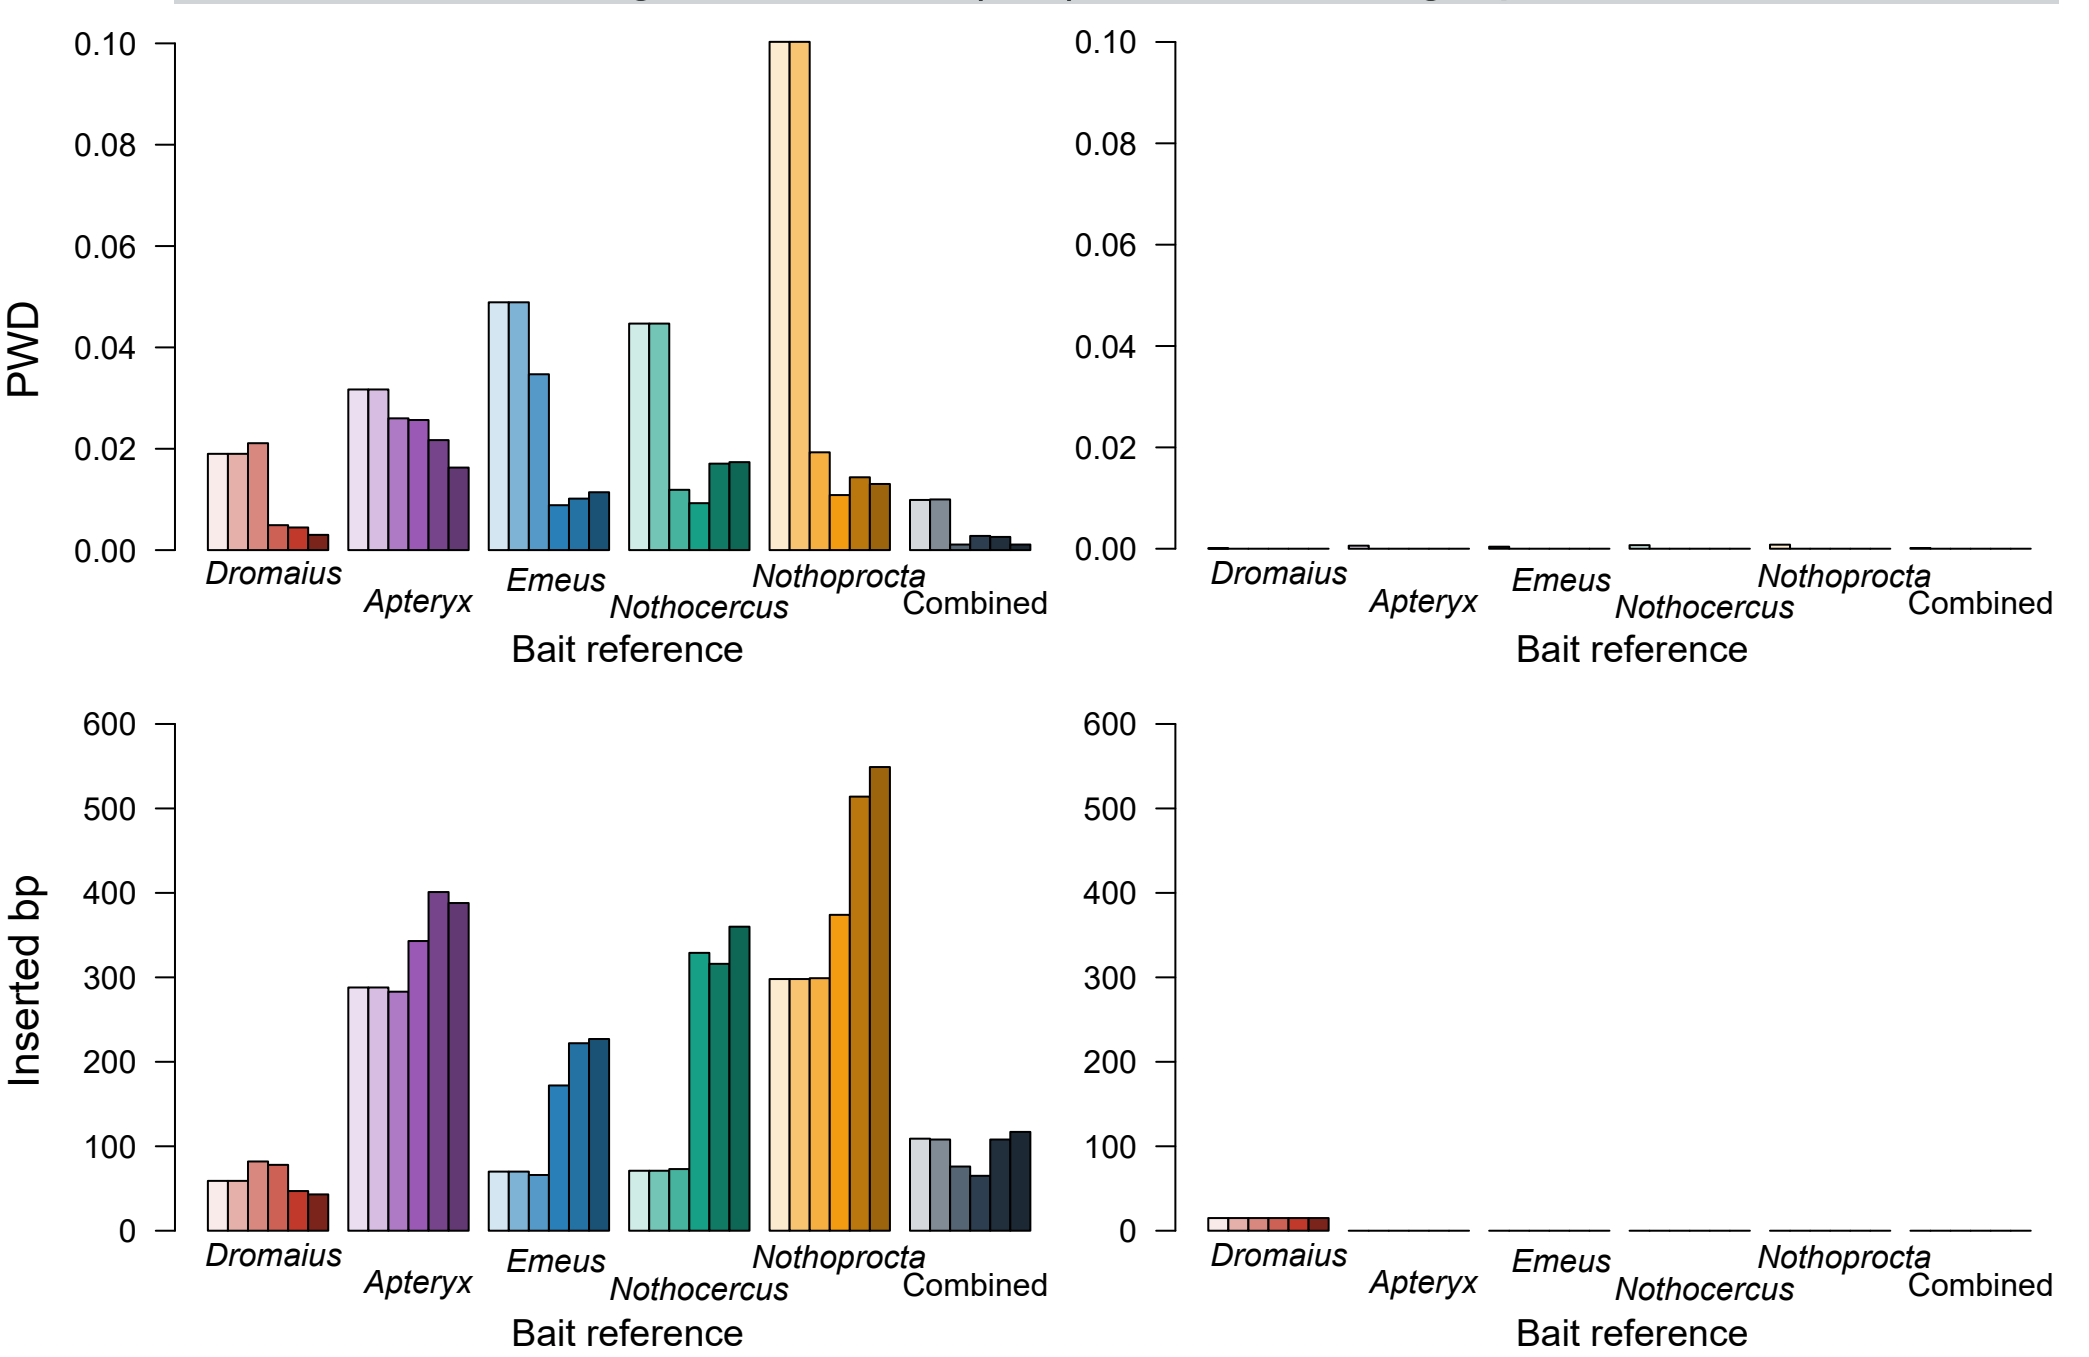 0.10
0.08
0.06
0.04
0.02
0.00
PWD
Dromaius
Apteryx
Emeus
Nothocercus
Nothoprocta
Combined
Bait reference
0.10
0.08
0.06
0.04
0.02
0.00
Dromaius
Apteryx
Emeus
Nothocercus
Nothoprocta
Combined
Bait reference
600
500
400
300
200
100
0
Inserted bp
Dromaius
Apteryx
Emeus
Nothocercus
Nothoprocta
Combined
Bait reference
600
500
400
300
200
100
0
Dromaius
Apteryx
Emeus
Nothocercus
Nothoprocta
Combined
Bait reference